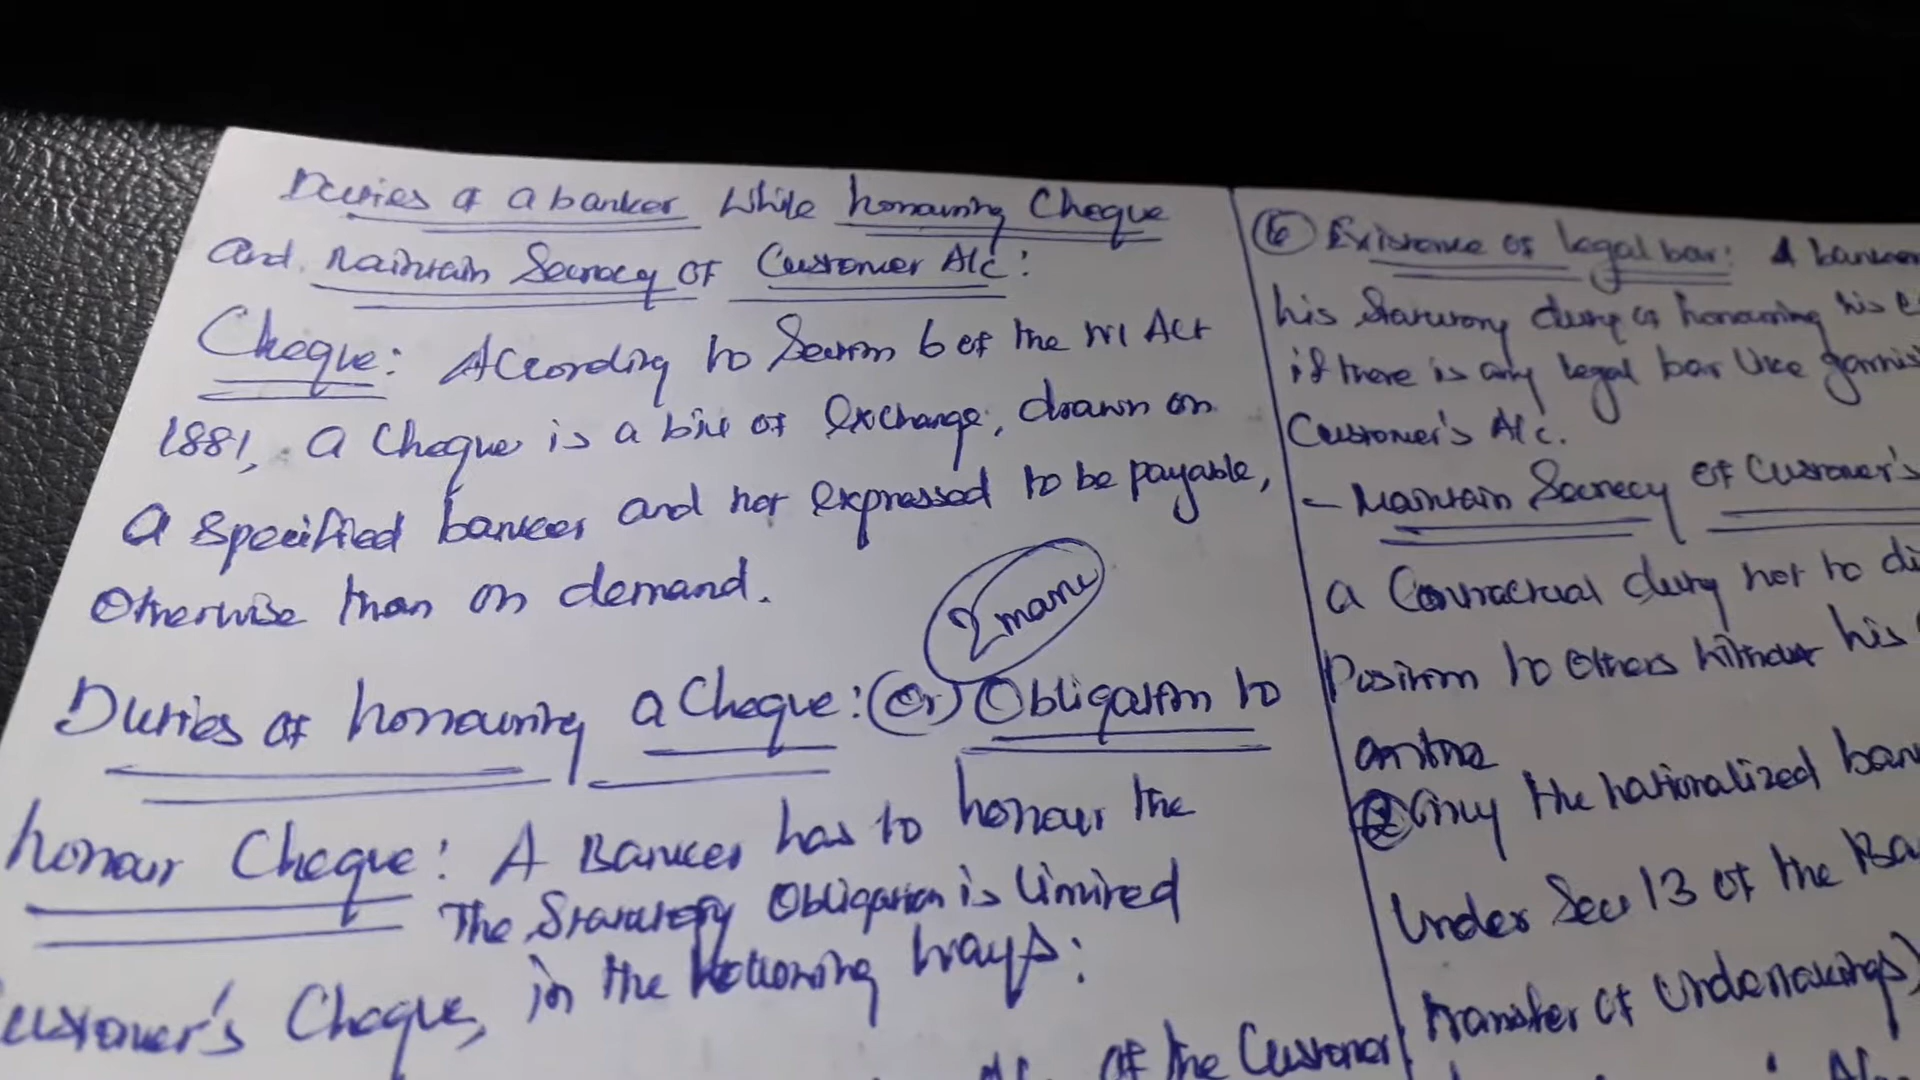 Duties of a banker while honouring Cheque
and maintain Secrecy of Customer A/c:
Cheque: According to Section 6 of the NI Act
1881, a Cheque is a bill of exchange, drawn on
a specified banker and not expressed to be payable,
Otherwise than on demand.
2 mark
Duties of honouring a Cheque: (Or) Obligation to
honour Cheque: A Banker has to honour the
The Statutory Obligation is limited
Customer's Cheque, in the following ways:
of the Customer
⑥ Existence of legal bar: A banker
his Statutory duty of honouring his
if there is any legal bar like garnis
Customer's A/c.
- Maintain Secrecy of Customer's
a Contractual duty not to di
Position to Others without his
Only the nationalized ban
Under Sec 13 of the Ba
transfer of Undertakings)